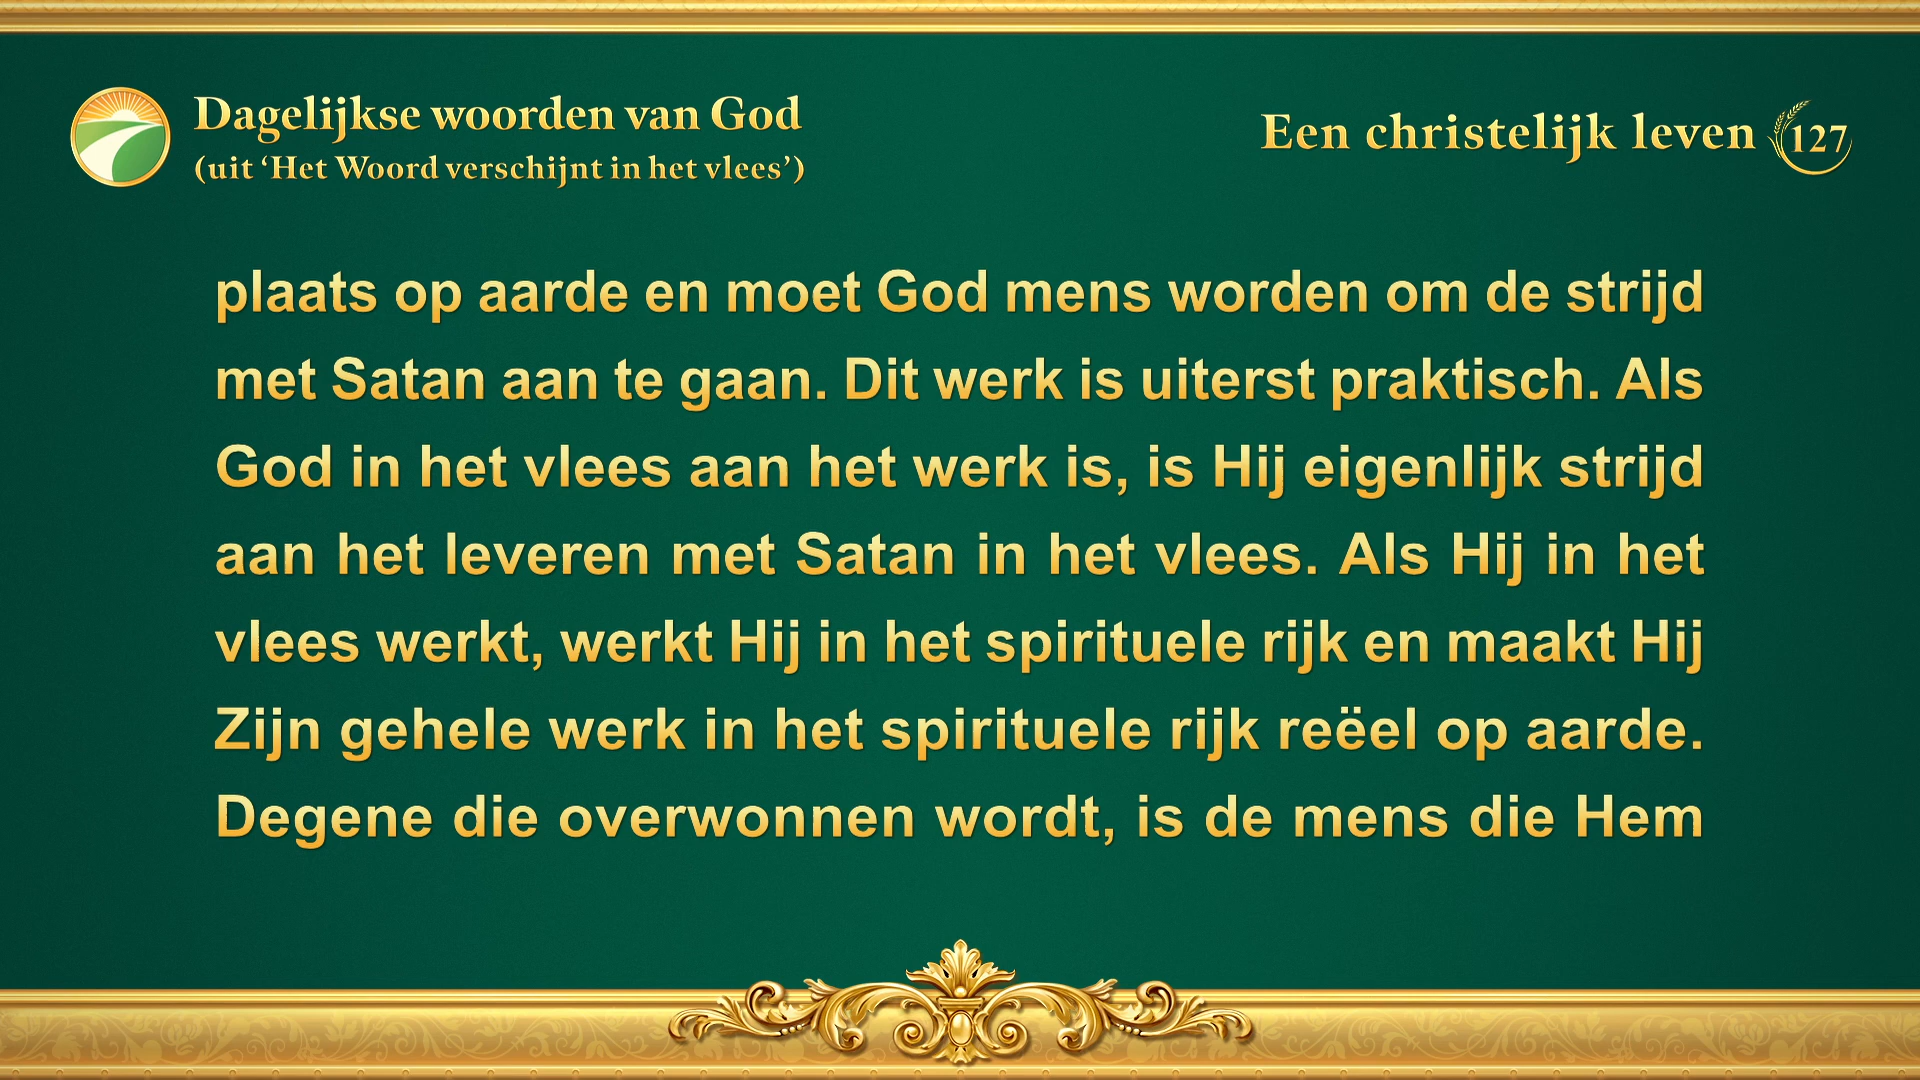 Dagelijkse woorden van God
(uit ‘Het Woord verschijnt in het vlees’)
Een christelijk leven 127
plaats op aarde en moet God mens worden om de strijd
met Satan aan te gaan. Dit werk is uiterst praktisch. Als
God in het vlees aan het werk is, is Hij eigenlijk strijd
aan het leveren met Satan in het vlees. Als Hij in het
vlees werkt, werkt Hij in het spirituele rijk en maakt Hij
Zijn gehele werk in het spirituele rijk reëel op aarde.
Degene die overwonnen wordt, is de mens die Hem